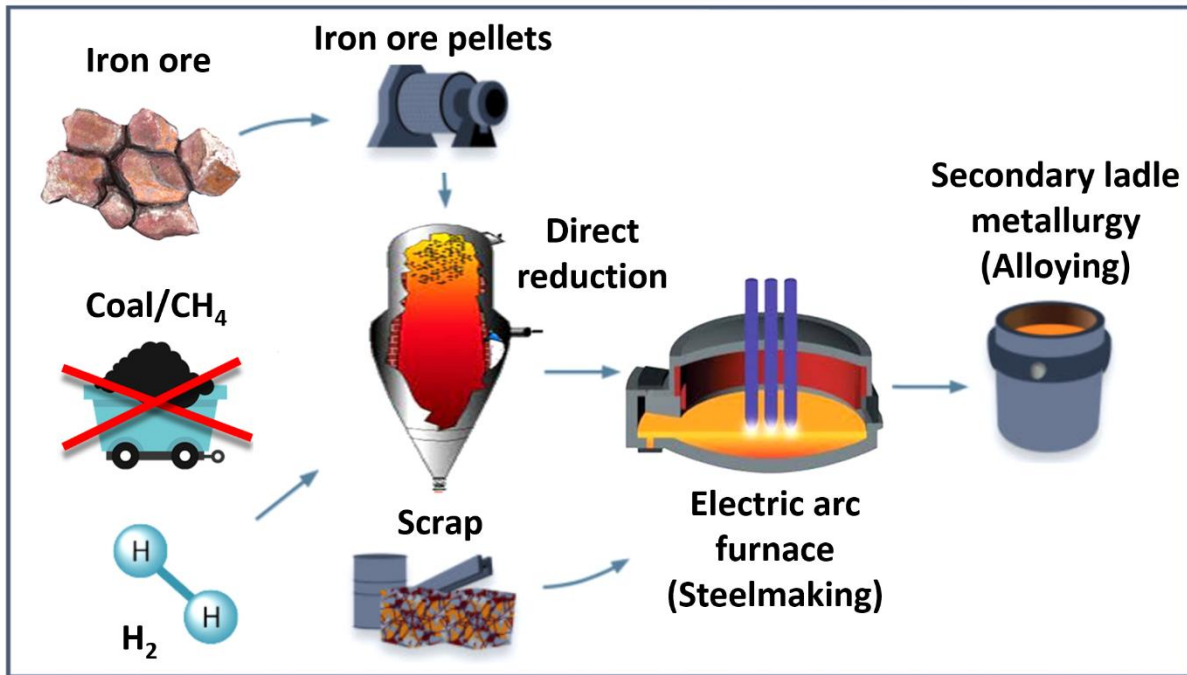 Iron ore
Iron ore pellets
Coal/CH₄
H
H
H₂
Direct
reduction
Scrap
Electric arc
furnace
(Steelmaking)
Secondary ladle
metallurgy
(Alloying)